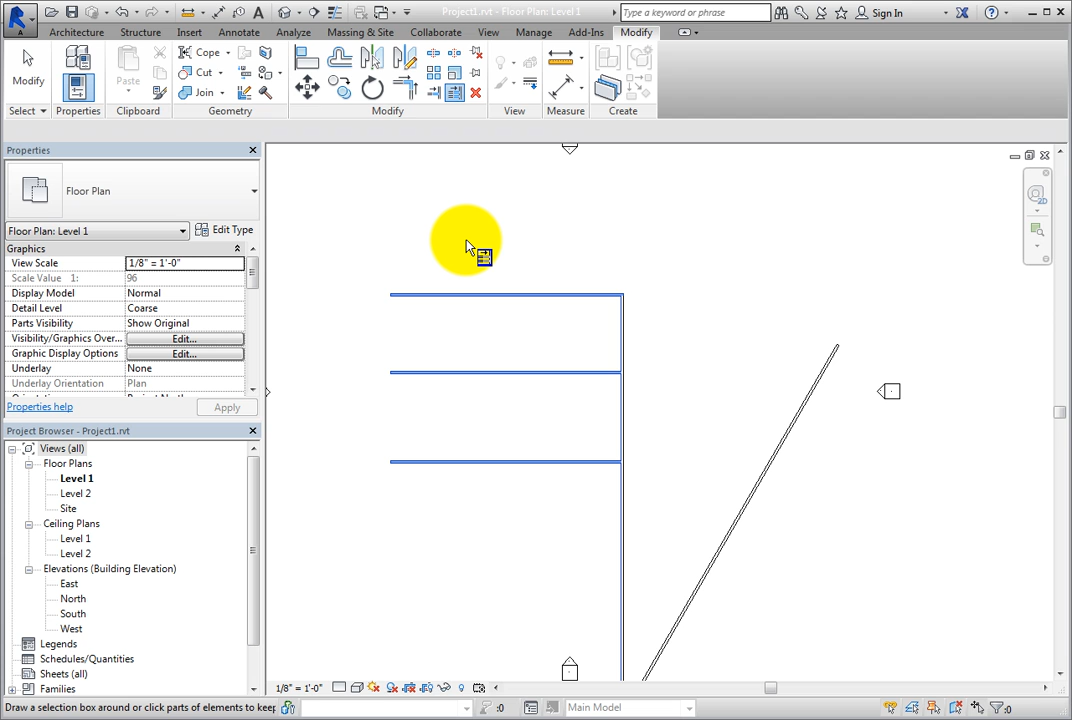 Project1.rvt - Floor Plan: Level 1
Type a keyword or phrase
Sign In
Architecture Structure Insert Annotate Analyze Massing & Site Collaborate View Manage Add-Ins Modify
Modify Paste Cope Cut Join
Select Properties Clipboard Geometry Modify View Measure Create
Properties
Floor Plan
Floor Plan: Level 1 Edit Type
Graphics
View Scale 1/8" = 1'-0"
Scale Value 1: 96
Display Model Normal
Detail Level Coarse
Parts Visibility Show Original
Visibility/Graphics Over... Edit...
Graphic Display Options Edit...
Underlay None
Underlay Orientation Plan
Properties help Apply
Project Browser - Project1.rvt
Views (all)
Floor Plans
Level 1
Level 2
Site
Ceiling Plans
Level 1
Level 2
Elevations (Building Elevation)
East
North
South
West
Legends
Schedules/Quantities
Sheets (all)
Families
1/8" = 1'-0"
Draw a selection box around or click parts of elements to keep :0 Main Model :0
2D